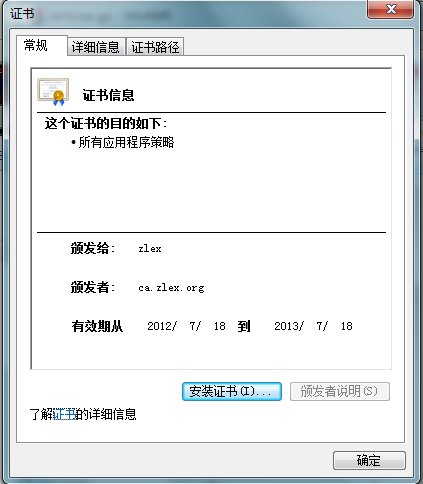 证书
常规 详细信息 证书路径
证书信息
这个证书的目的如下:
• 所有应用程序策略
颁发给: zlex
颁发者: ca.zlex.org
有效期从 2012/ 7/ 18 到 2013/ 7/ 18
安装证书(I)... 颁发者说明(S)
了解证书的详细信息
确定